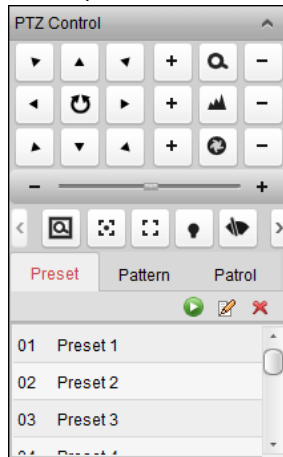 PTZ Control
Preset Pattern Patrol
01 Preset 1
02 Preset 2
03 Preset 3